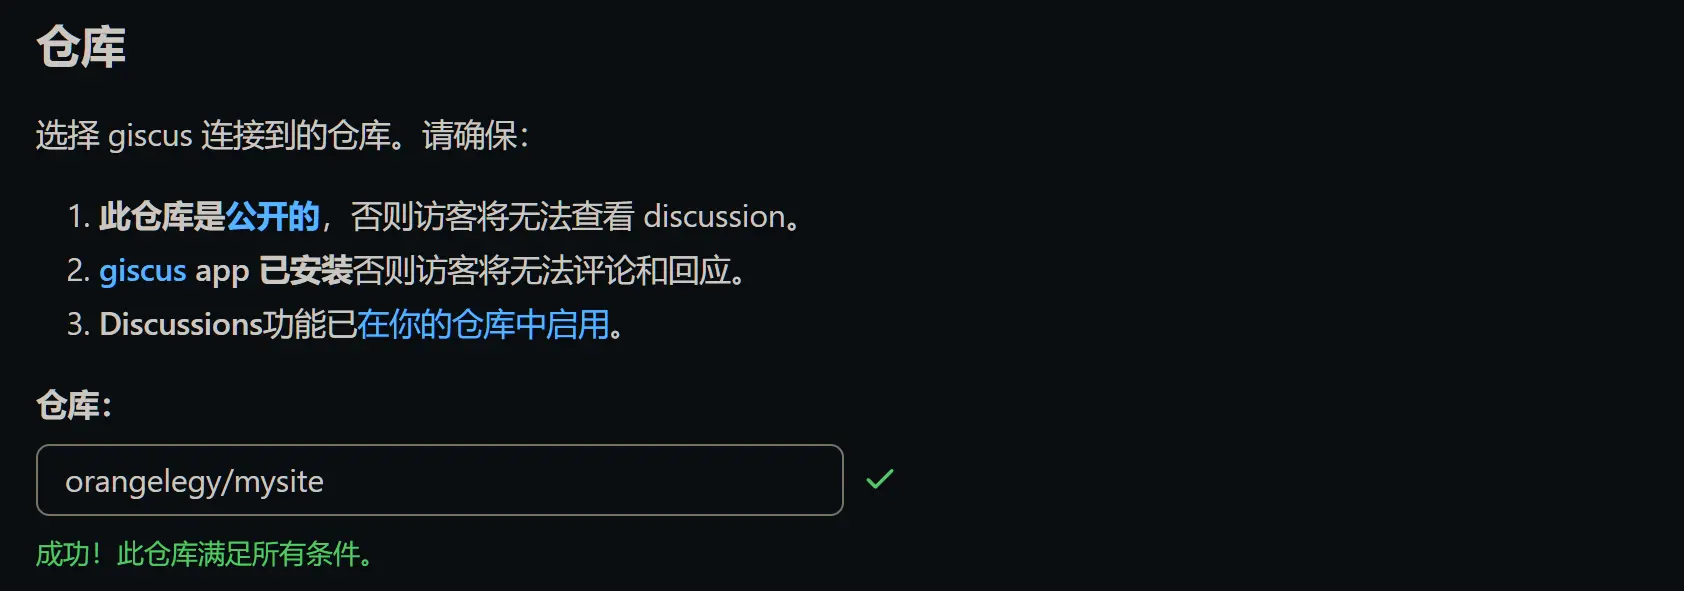 仓库
选择 giscus 连接到的仓库。请确保：
1. 此仓库是公开的，否则访客将无法查看 discussion。
2. giscus app 已安装否则访客将无法评论和回应。
3. Discussions功能已在你的仓库中启用。
仓库：
orangelegy/mysite
成功！此仓库满足所有条件。